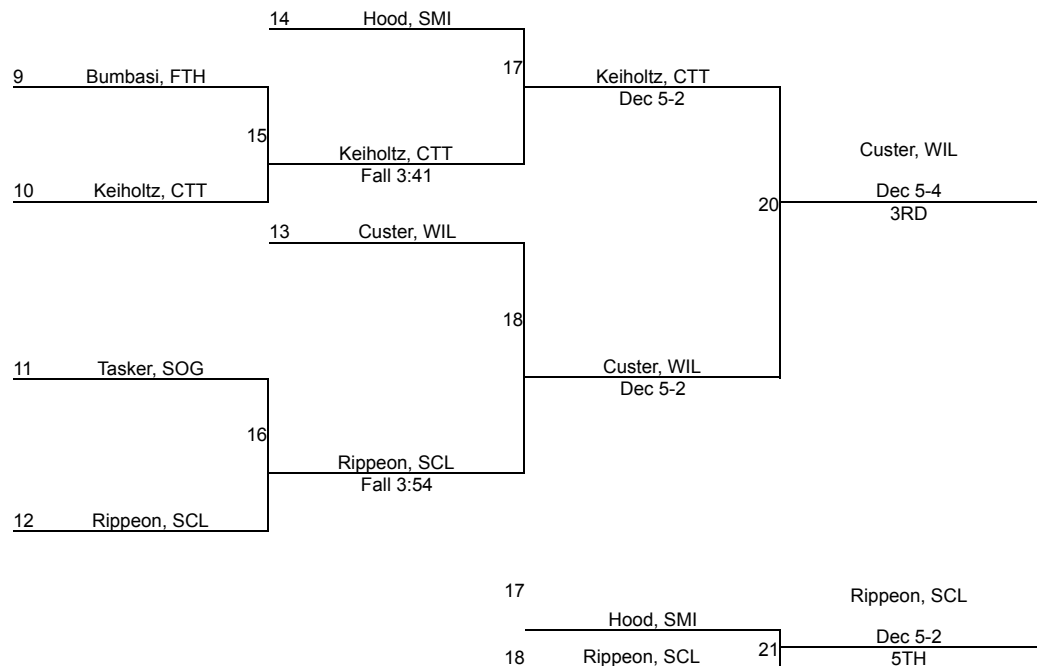 14 Hood, SMI
17
9 Bumbasi, FTH
Keiholtz, CTT
Dec 5-2
15
Keiholtz, CTT
Fall 3:41
Custer, WIL
10 Keiholtz, CTT
Dec 5-4
20
3RD
13 Custer, WIL
18
11 Tasker, SOG
Custer, WIL
Dec 5-2
16
Rippeon, SCL
Fall 3:54
12 Rippeon, SCL
17
Rippeon, SCL
Hood, SMI
Dec 5-2
21
18 Rippeon, SCL
5TH